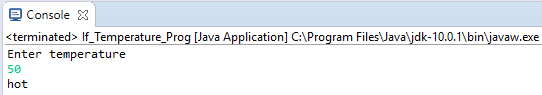 Console
<terminated> If_Temperature_Prog [Java Application] C:\Program Files\Java\jdk-10.0.1\bin\javaw.exe
Enter temperature
50
hot